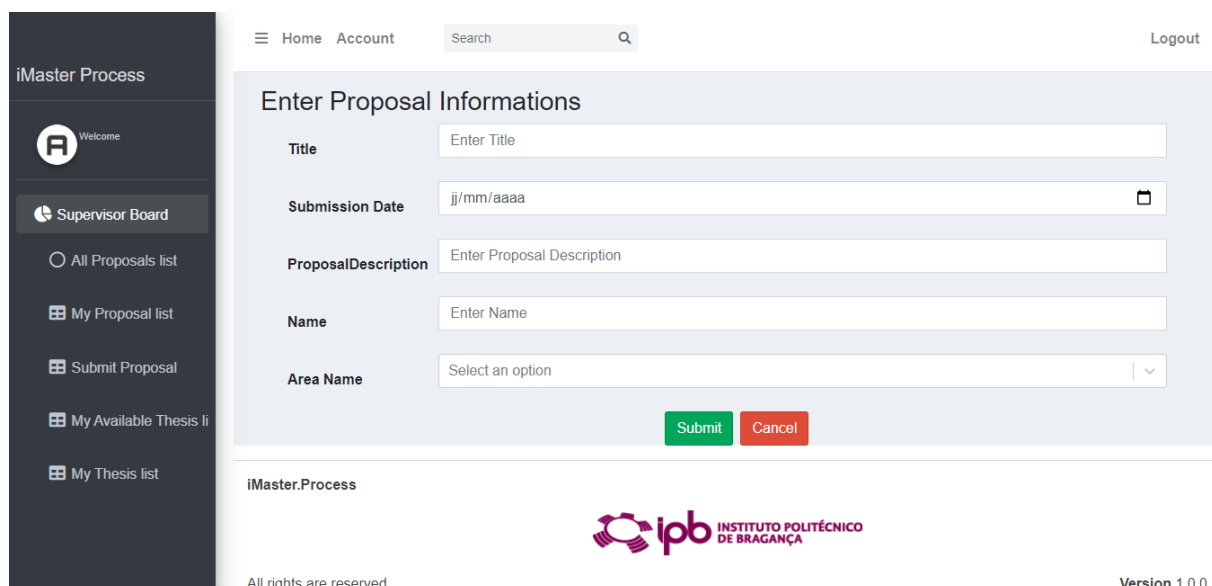 iMaster Process
Welcome
Supervisor Board
All Proposals list
My Proposal list
Submit Proposal
My Available Thesis li
My Thesis list
Home Account Search Logout
Enter Proposal Informations
Title Enter Title
Submission Date jj/mm/aaaa
ProposalDescription Enter Proposal Description
Name Enter Name
Area Name Select an option
Submit Cancel
iMaster.Process
ipb INSTITUTO POLITÉCNICO
DE BRAGANÇA
All rights are reserved Version 1.0.0